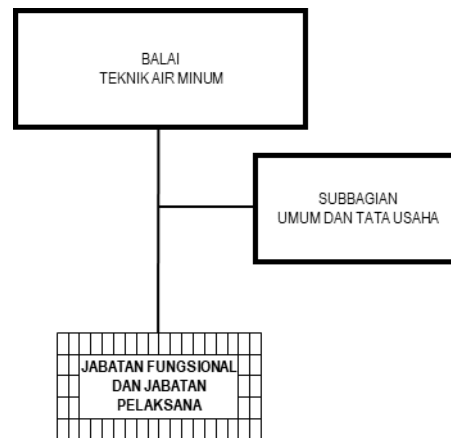 BALAI
TEKNIK AIR MINUM
SUBBAGIAN
UMUM DAN TATA USAHA
JABATAN FUNGSIONAL
DAN JABATAN
PELAKSANA